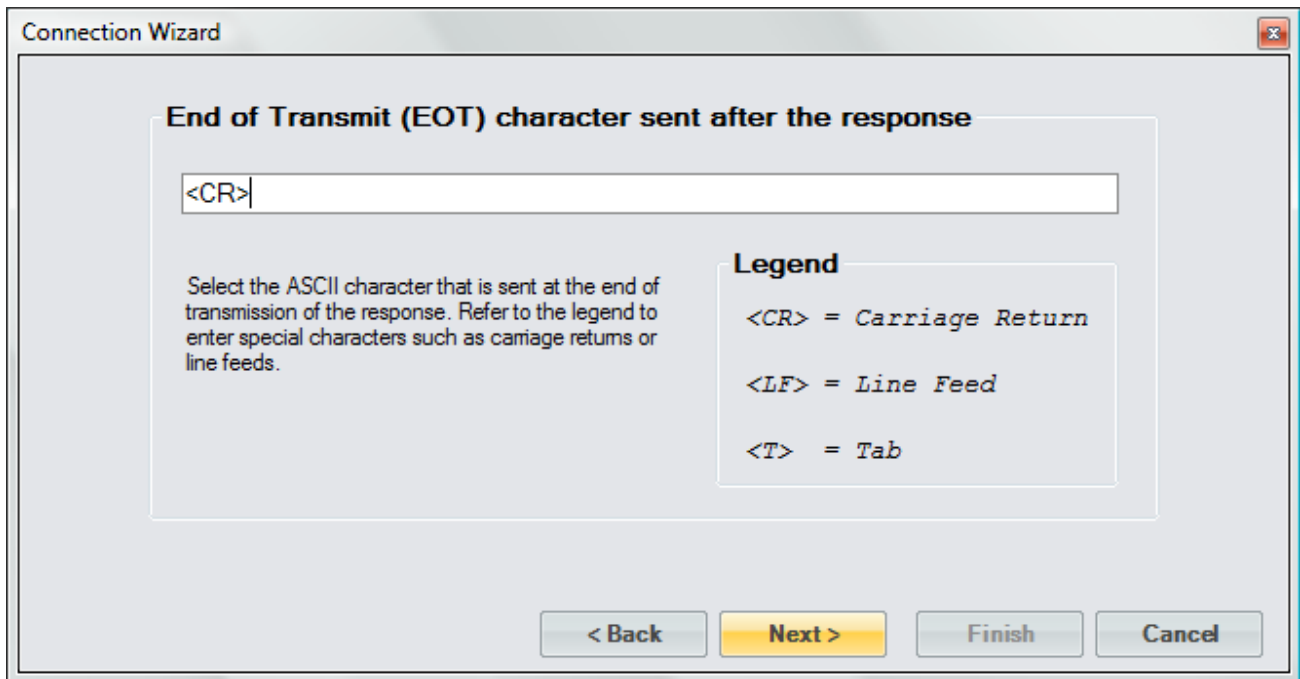 Connection Wizard
End of Transmit (EOT) character sent after the response
<CR>
Select the ASCII character that is sent at the end of
transmission of the response. Refer to the legend to
enter special characters such as carriage returns or
line feeds.
Legend
<CR> = Carriage Return
<LF> = Line Feed
<T> = Tab
< Back
Next >
Finish
Cancel